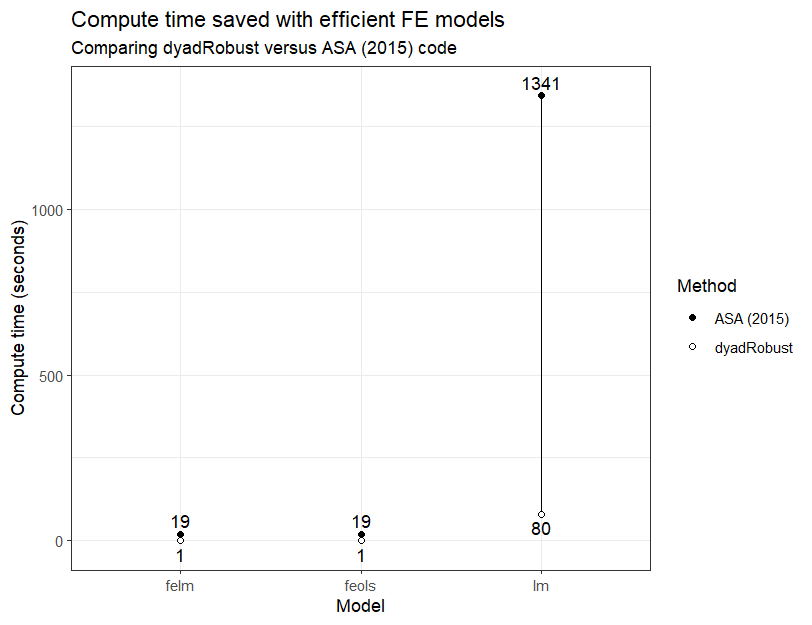 Compute time saved with efficient FE models
Comparing dyadRobust versus ASA (2015) code
1341
1000
500
0
19
19
80
1
1
felm
feols
lm
Model
Compute time (seconds)
Method
ASA (2015)
dyadRobust